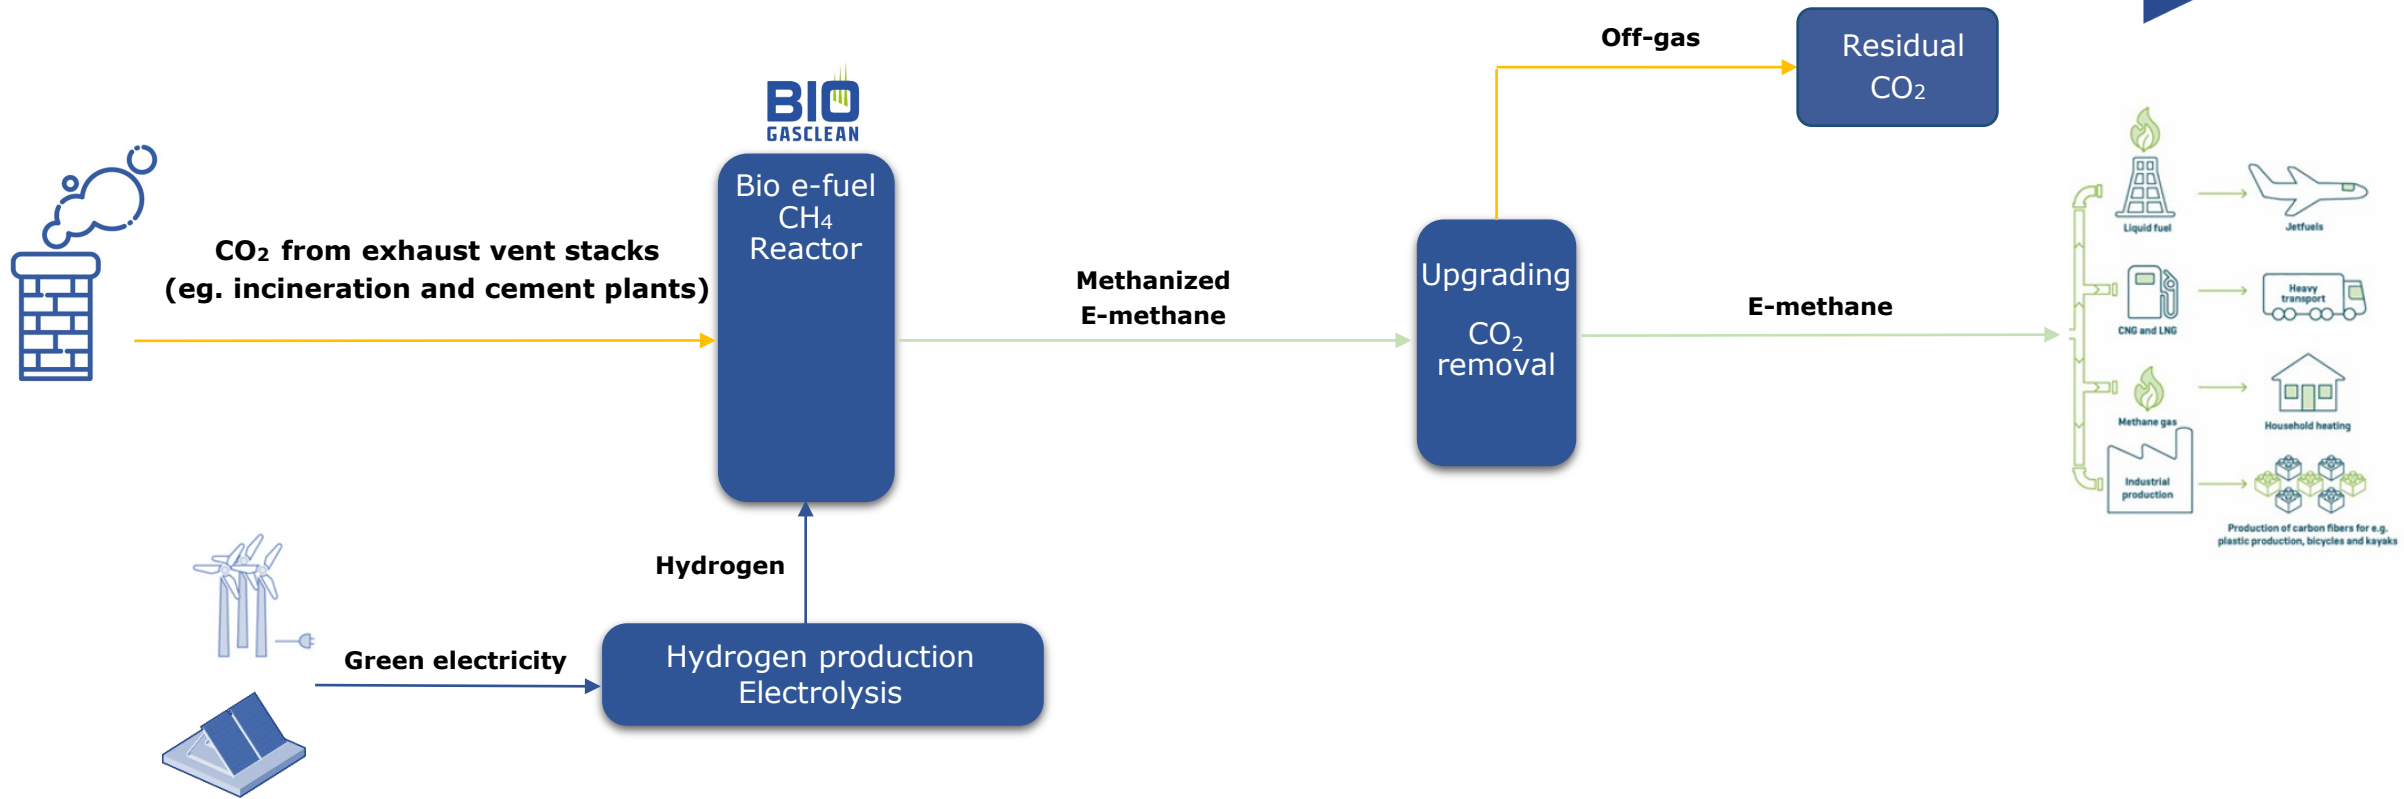 Off-gas
Residual
CO₂
BIO
GASCLEAN
Bio e-fuel
CH₄
Reactor
CO₂ from exhaust vent stacks
(eg. incineration and cement plants)
Methanized
E-methane
Upgrading
CO₂
removal
E-methane
Liquid fuel
Jetfuels
CNG and LNG
Heavy
transport
Methane gas
Household heating
Industrial
production
Production of carbon fibers for e.g.
plastic production, bicycles and kayaks
Hydrogen
Green electricity
Hydrogen production
Electrolysis